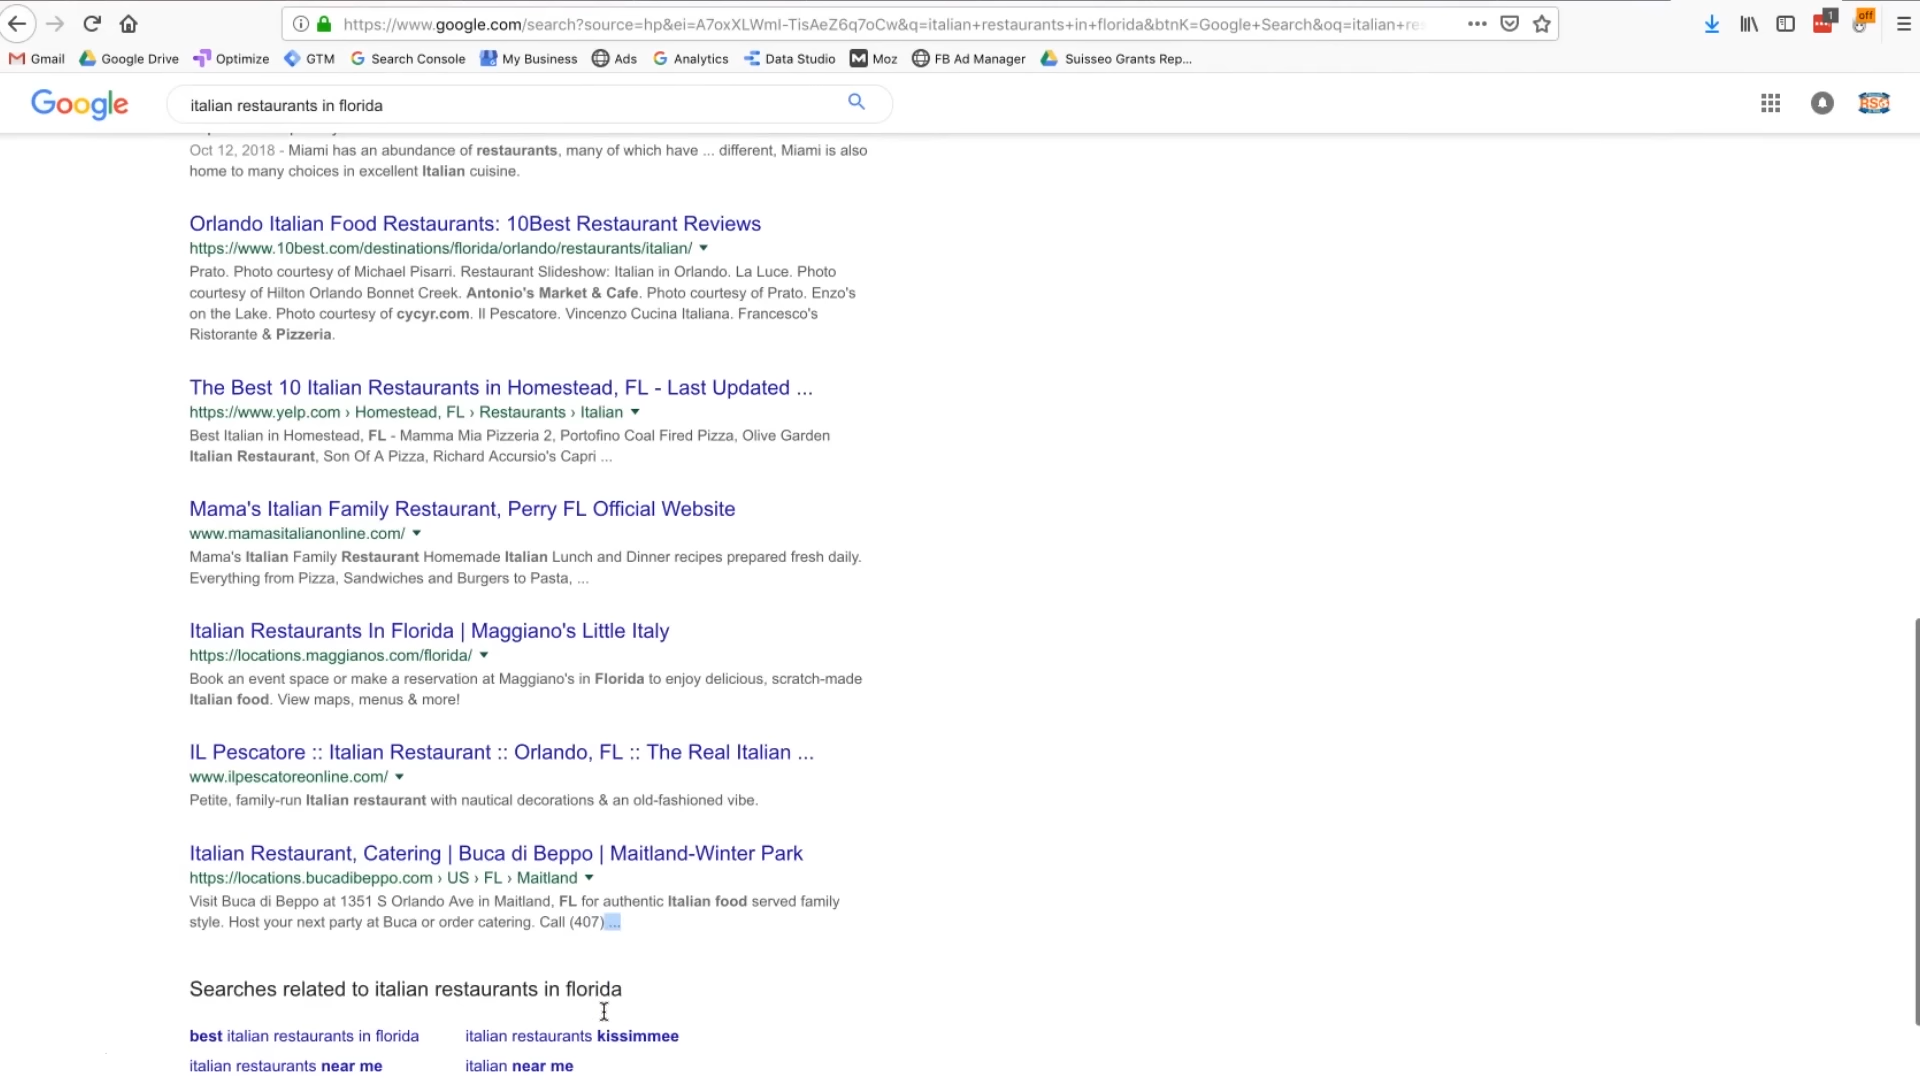 https://www.google.com/search?source=hp&ei=A7oxXLWmI-TisAeZ6q7oCw&q=italian+restaurants+in+florida&btnK=Google+Search&oq=italian+res
1
off
Gmail Google Drive Optimize GTM Search Console My Business Ads Analytics Data Studio Moz FB Ad Manager Suisseo Grants Rep...
Google italian restaurants in florida
Oct 12, 2018 - Miami has an abundance of restaurants, many of which have ... different, Miami is also
home to many choices in excellent Italian cuisine.
Orlando Italian Food Restaurants: 10Best Restaurant Reviews
https://www.10best.com/destinations/florida/orlando/restaurants/italian/
Prato. Photo courtesy of Michael Pisarri. Restaurant Slideshow: Italian in Orlando. La Luce. Photo
courtesy of Hilton Orlando Bonnet Creek. Antonio's Market & Cafe. Photo courtesy of Prato. Enzo's
on the Lake. Photo courtesy of cycyr.com. Il Pescatore. Vincenzo Cucina Italiana. Francesco's
Ristorante & Pizzeria.
The Best 10 Italian Restaurants in Homestead, FL - Last Updated ...
https://www.yelp.com › Homestead, FL › Restaurants › Italian
Best Italian in Homestead, FL - Mamma Mia Pizzeria 2, Portofino Coal Fired Pizza, Olive Garden
Italian Restaurant, Son Of A Pizza, Richard Accursio's Capri ...
Mama's Italian Family Restaurant, Perry FL Official Website
www.mamasitalianonline.com/
Mama's Italian Family Restaurant Homemade Italian Lunch and Dinner recipes prepared fresh daily.
Everything from Pizza, Sandwiches and Burgers to Pasta, ...
Italian Restaurants In Florida | Maggiano's Little Italy
https://locations.maggianos.com/florida/
Book an event space or make a reservation at Maggiano's in Florida to enjoy delicious, scratch-made
Italian food. View maps, menus & more!
IL Pescatore :: Italian Restaurant :: Orlando, FL :: The Real Italian ...
www.ilpescatoreonline.com/
Petite, family-run Italian restaurant with nautical decorations & an old-fashioned vibe.
Italian Restaurant, Catering | Buca di Beppo | Maitland-Winter Park
https://locations.bucadibeppo.com › US › FL › Maitland
Visit Buca di Beppo at 1351 S Orlando Ave in Maitland, FL for authentic Italian food served family
style. Host your next party at Buca or order catering. Call (407) ...
Searches related to italian restaurants in florida
best italian restaurants in florida italian restaurants kissimmee
italian restaurants near me italian near me